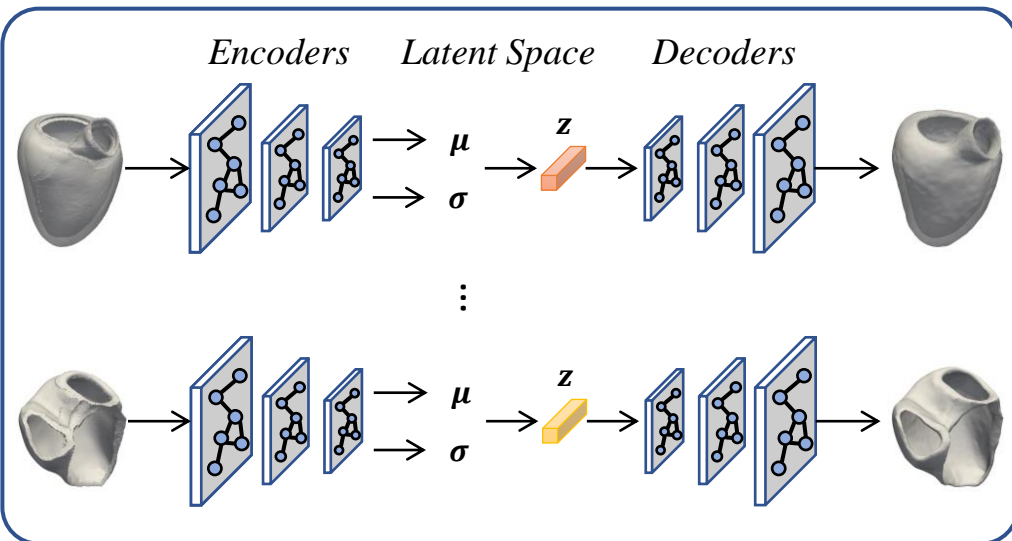 Encoders Latent Space Decoders
μ
z
σ
⋮
μ
z
σ